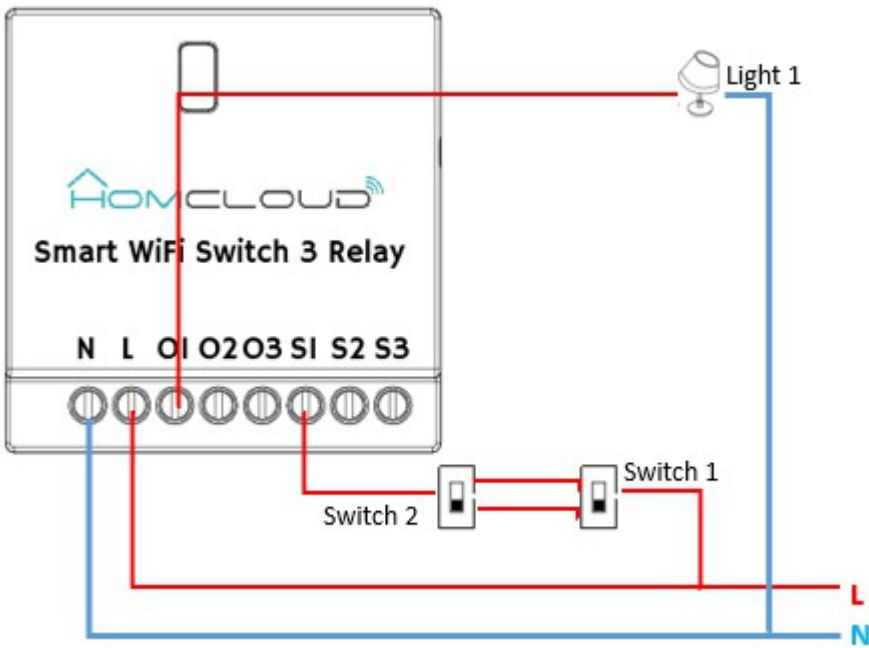 Light 1
HOMCLOUD
Smart WiFi Switch 3 Relay
N L O1 O2 O3 S1 S2 S3
Switch 1
Switch 2
L
N